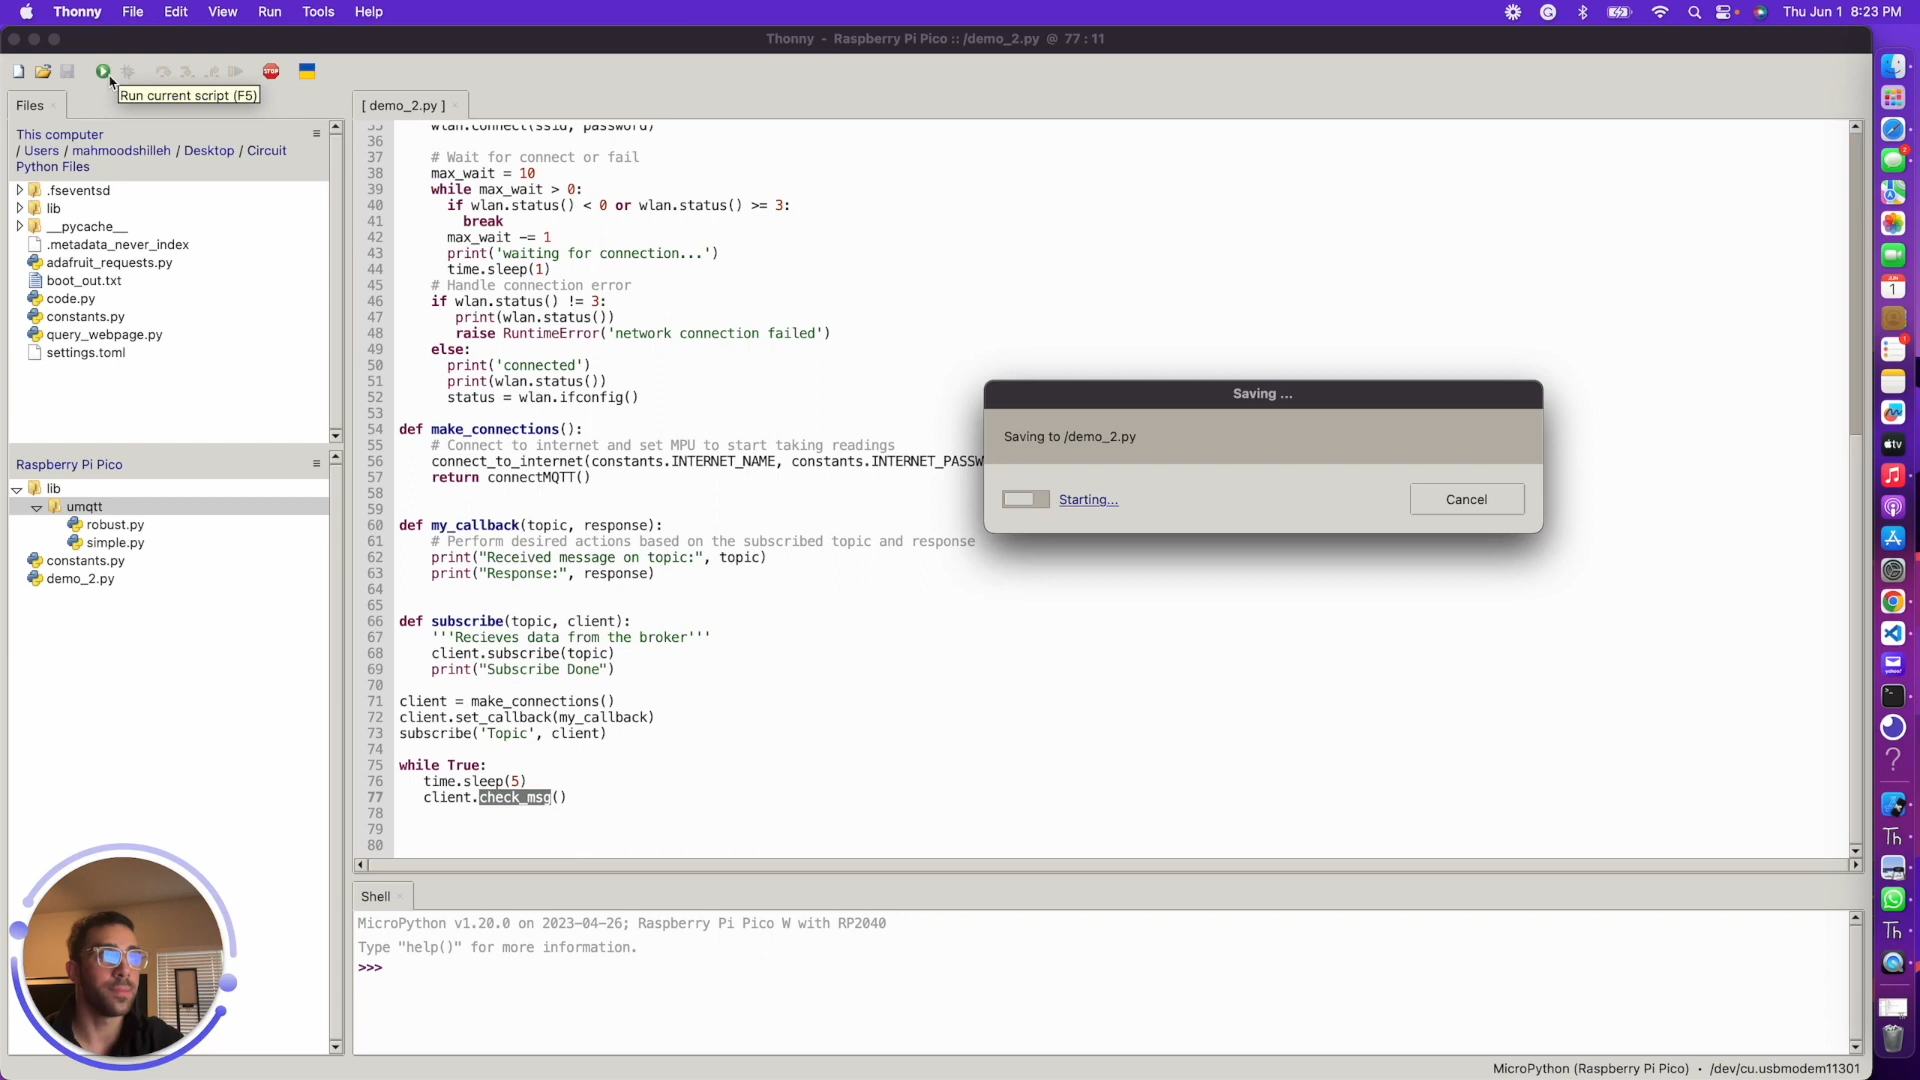 Thonny File Edit View Run Tools Help
Thu Jun 1 8:23 PM
Thonny - Raspberry Pi Pico :: /demo_2.py @ 77 : 11
STOP
Run current script (F5)
Files
This computer
/ Users / mahmoodshilleh / Desktop / Circuit
Python Files
.fseventsd
lib
__pycache__
.metadata_never_index
adafruit_requests.py
boot_out.txt
code.py
constants.py
query_webpage.py
settings.toml
Raspberry Pi Pico
lib
umqtt
robust.py
simple.py
constants.py
demo_2.py
[ demo_2.py ]
35 wlan.connect(ssid, password)
36
37 # Wait for connect or fail
38 max_wait = 10
39 while max_wait > 0:
40 if wlan.status() < 0 or wlan.status() >= 3:
41 break
42 max_wait -= 1
43 print('waiting for connection...')
44 time.sleep(1)
45 # Handle connection error
46 if wlan.status() != 3:
47 print(wlan.status())
48 raise RuntimeError('network connection failed')
49 else:
50 print('connected')
51 print(wlan.status())
52 status = wlan.ifconfig()
53
54 def make_connections():
55 # Connect to internet and set MPU to start taking readings
56 connect_to_internet(constants.INTERNET_NAME, constants.INTERNET_PASSW
57 return connectMQTT()
58
59
60 def my_callback(topic, response):
61 # Perform desired actions based on the subscribed topic and response
62 print("Received message on topic:", topic)
63 print("Response:", response)
64
65
66 def subscribe(topic, client):
67 '''Recieves data from the broker'''
68 client.subscribe(topic)
69 print("Subscribe Done")
70
71 client = make_connections()
72 client.set_callback(my_callback)
73 subscribe('Topic', client)
74
75 while True:
76 time.sleep(5)
77 client.check_msg()
78
79
80
Saving ...
Saving to /demo_2.py
Starting...
Cancel
Shell
MicroPython v1.20.0 on 2023-04-26; Raspberry Pi Pico W with RP2040
Type "help()" for more information.
>>>
MicroPython (Raspberry Pi Pico) • /dev/cu.usbmodem11301
2
JUN
1
1
tv
yahoo!
Th
Th